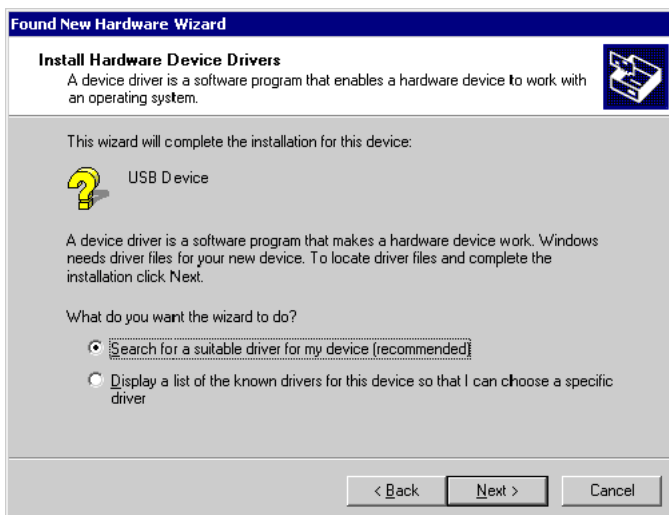 Found New Hardware Wizard
Install Hardware Device Drivers
A device driver is a software program that enables a hardware device to work with
an operating system.
This wizard will complete the installation for this device:
USB Device
A device driver is a software program that makes a hardware device work. Windows
needs driver files for your new device. To locate driver files and complete the
installation click Next.
What do you want the wizard to do?
Search for a suitable driver for my device (recommended)
Display a list of the known drivers for this device so that I can choose a specific
driver
< Back Next > Cancel